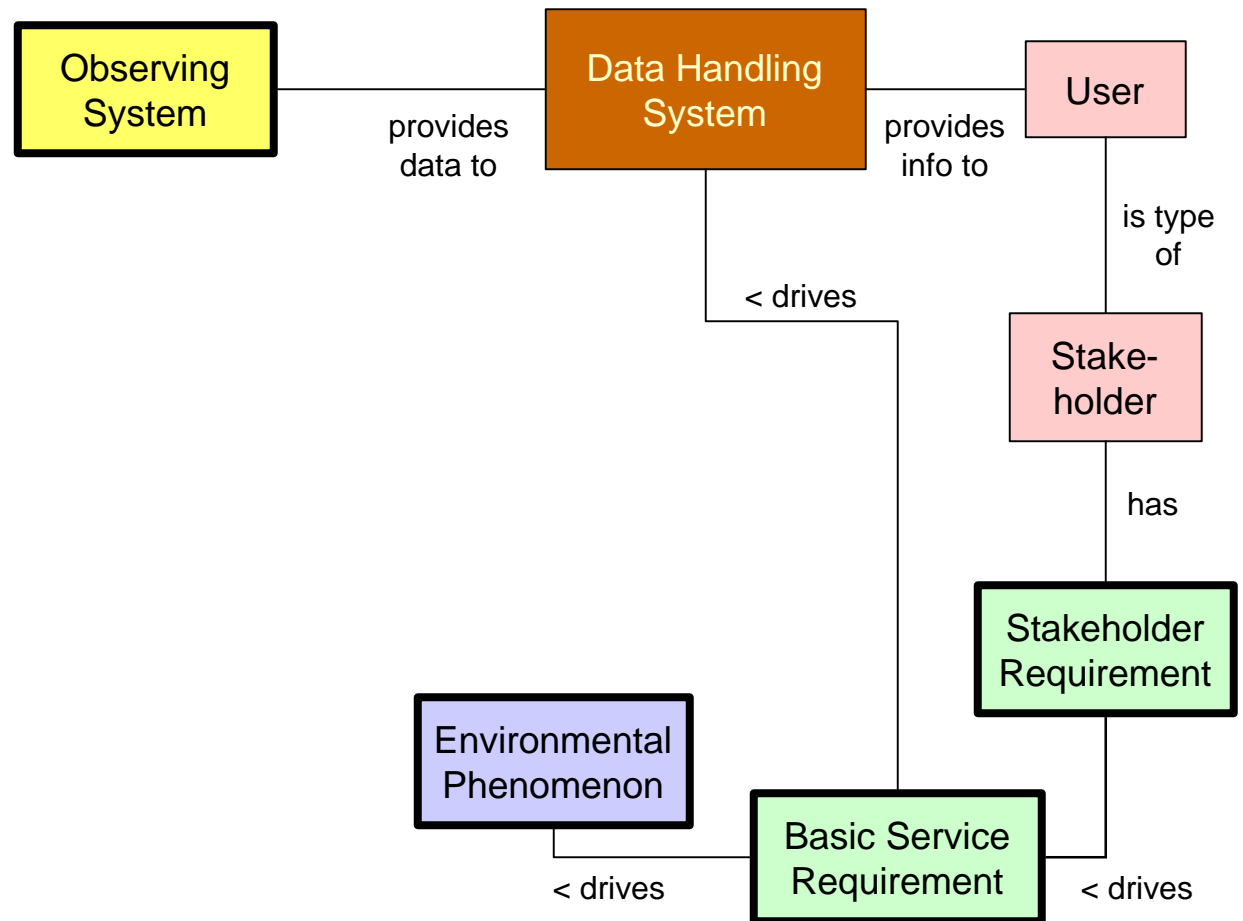 Observing
System
provides
data to
Data Handling
System
provides
info to
User
is type
of
< drives
Stake-
holder
has
Stakeholder
Requirement
Environmental
Phenomenon
Basic Service
Requirement
< drives
< drives